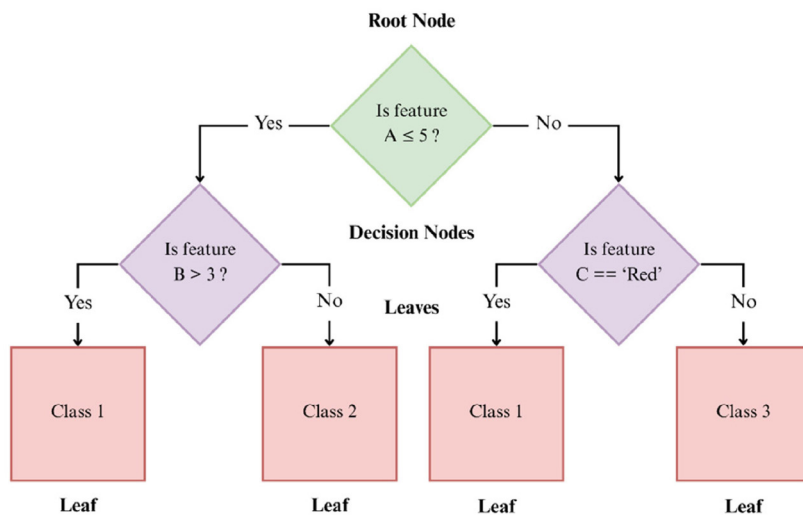 Root Node
Is feature
A ≤ 5 ?
Yes
No
Decision Nodes
Is feature
B > 3 ?
Is feature
C == ‘Red’
Yes
No
Leaves
Yes
No
Class 1
Class 2
Class 1
Class 3
Leaf
Leaf
Leaf
Leaf